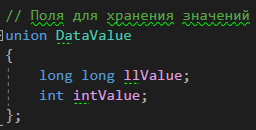 // Поля для хранения значений
union DataValue
{
    long long llValue;
    int intValue;
};